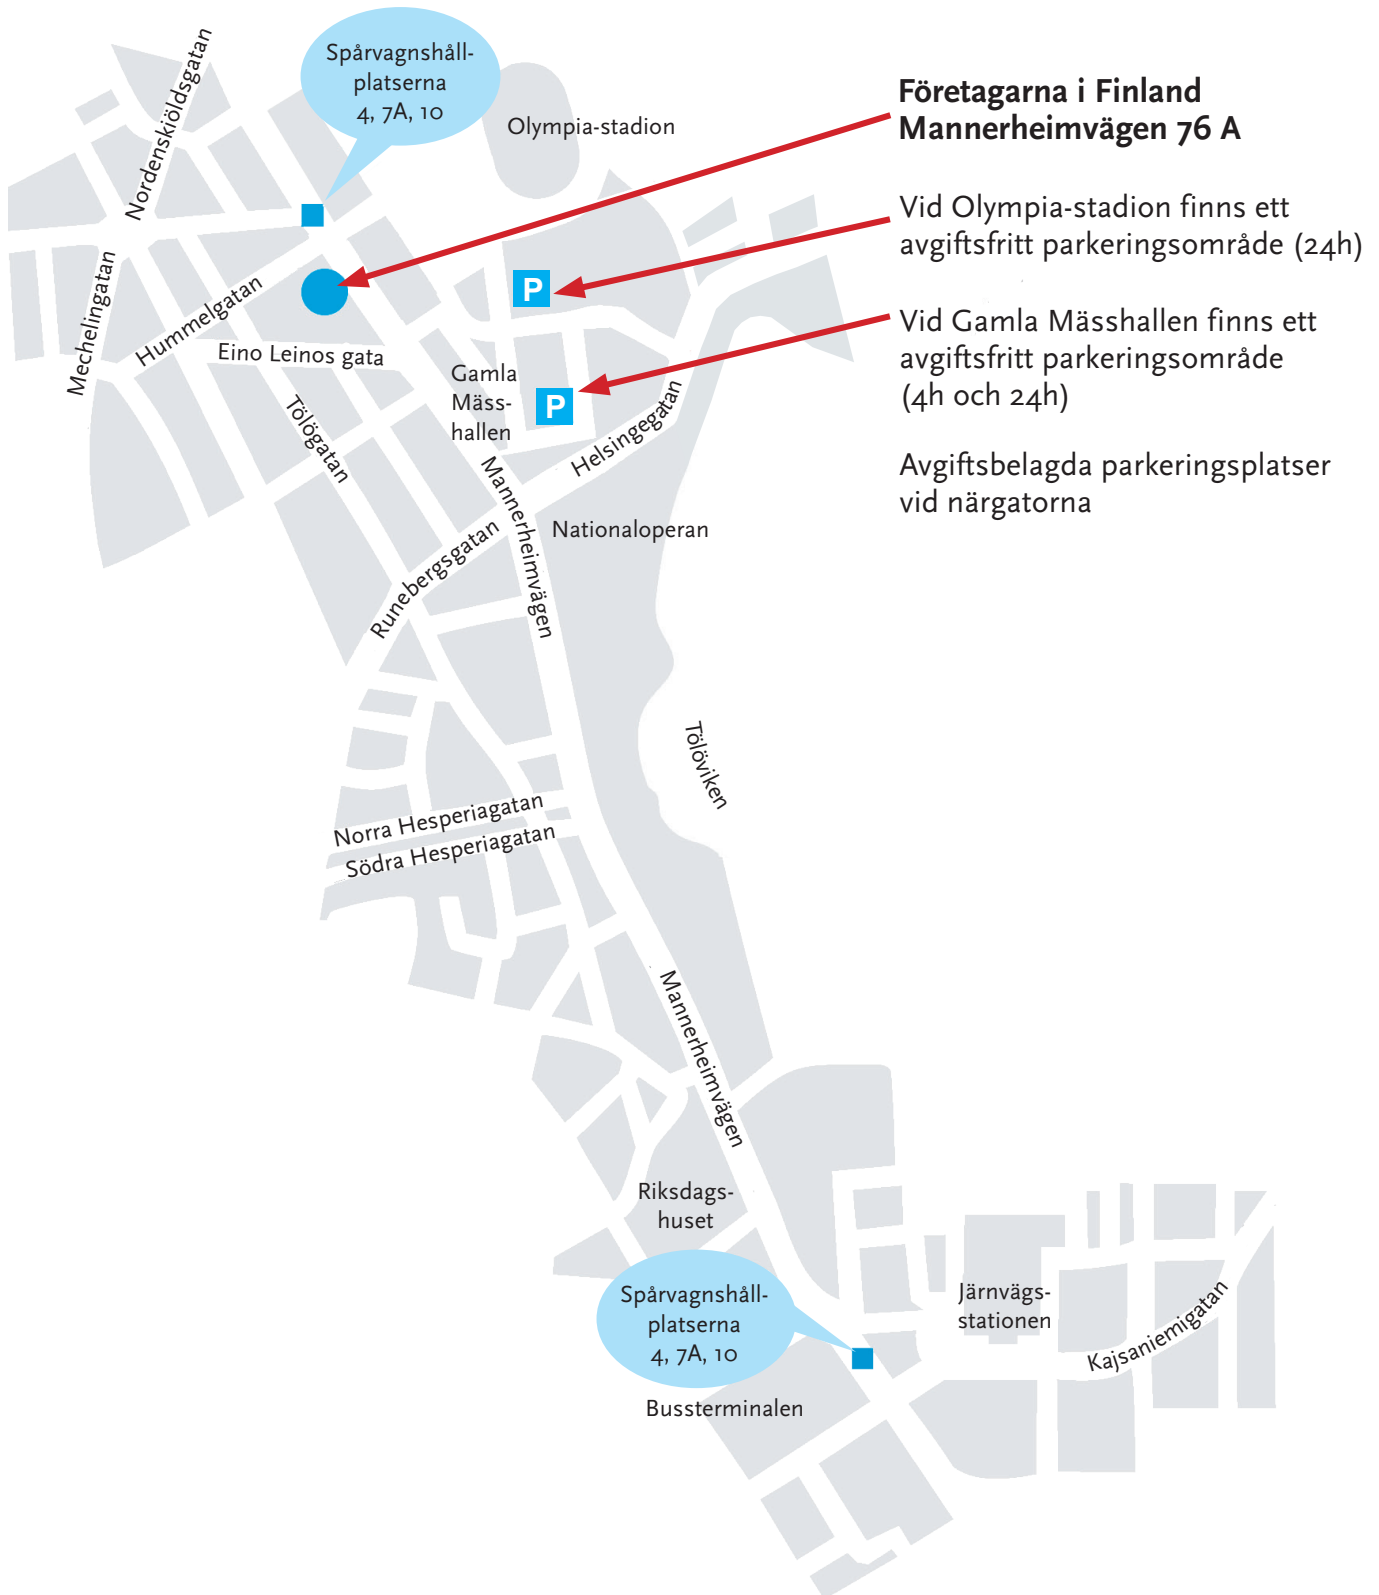 Spårvagnshåll-
platserna
4, 7A, 10
Olympia-stadion
Nordenskiöldsgatan
Mechelingatan
Hummelgatan
Eino Leinos gata
Tölögatan
Gamla
Mäss-
hallen
P
P
Helsingegatan
Mannerheimvägen
Runebergsgatan
Nationaloperan
Företagarna i Finland
Mannerheimvägen 76 A
Vid Olympia-stadion finns ett
avgiftsfritt parkeringsområde (24h)
Vid Gamla Mässhallen finns ett
avgiftsfritt parkeringsområde
(4h och 24h)
Avgiftsbelagda parkeringsplatser
vid närgatorna
Tölöviken
Norra Hesperiagatan
Södra Hesperiagatan
Mannerheimvägen
Riksdags-
huset
Spårvagnshåll-
platserna
4, 7A, 10
Järnvägs-
stationen
Kajsaniemigatan
Bussterminalen